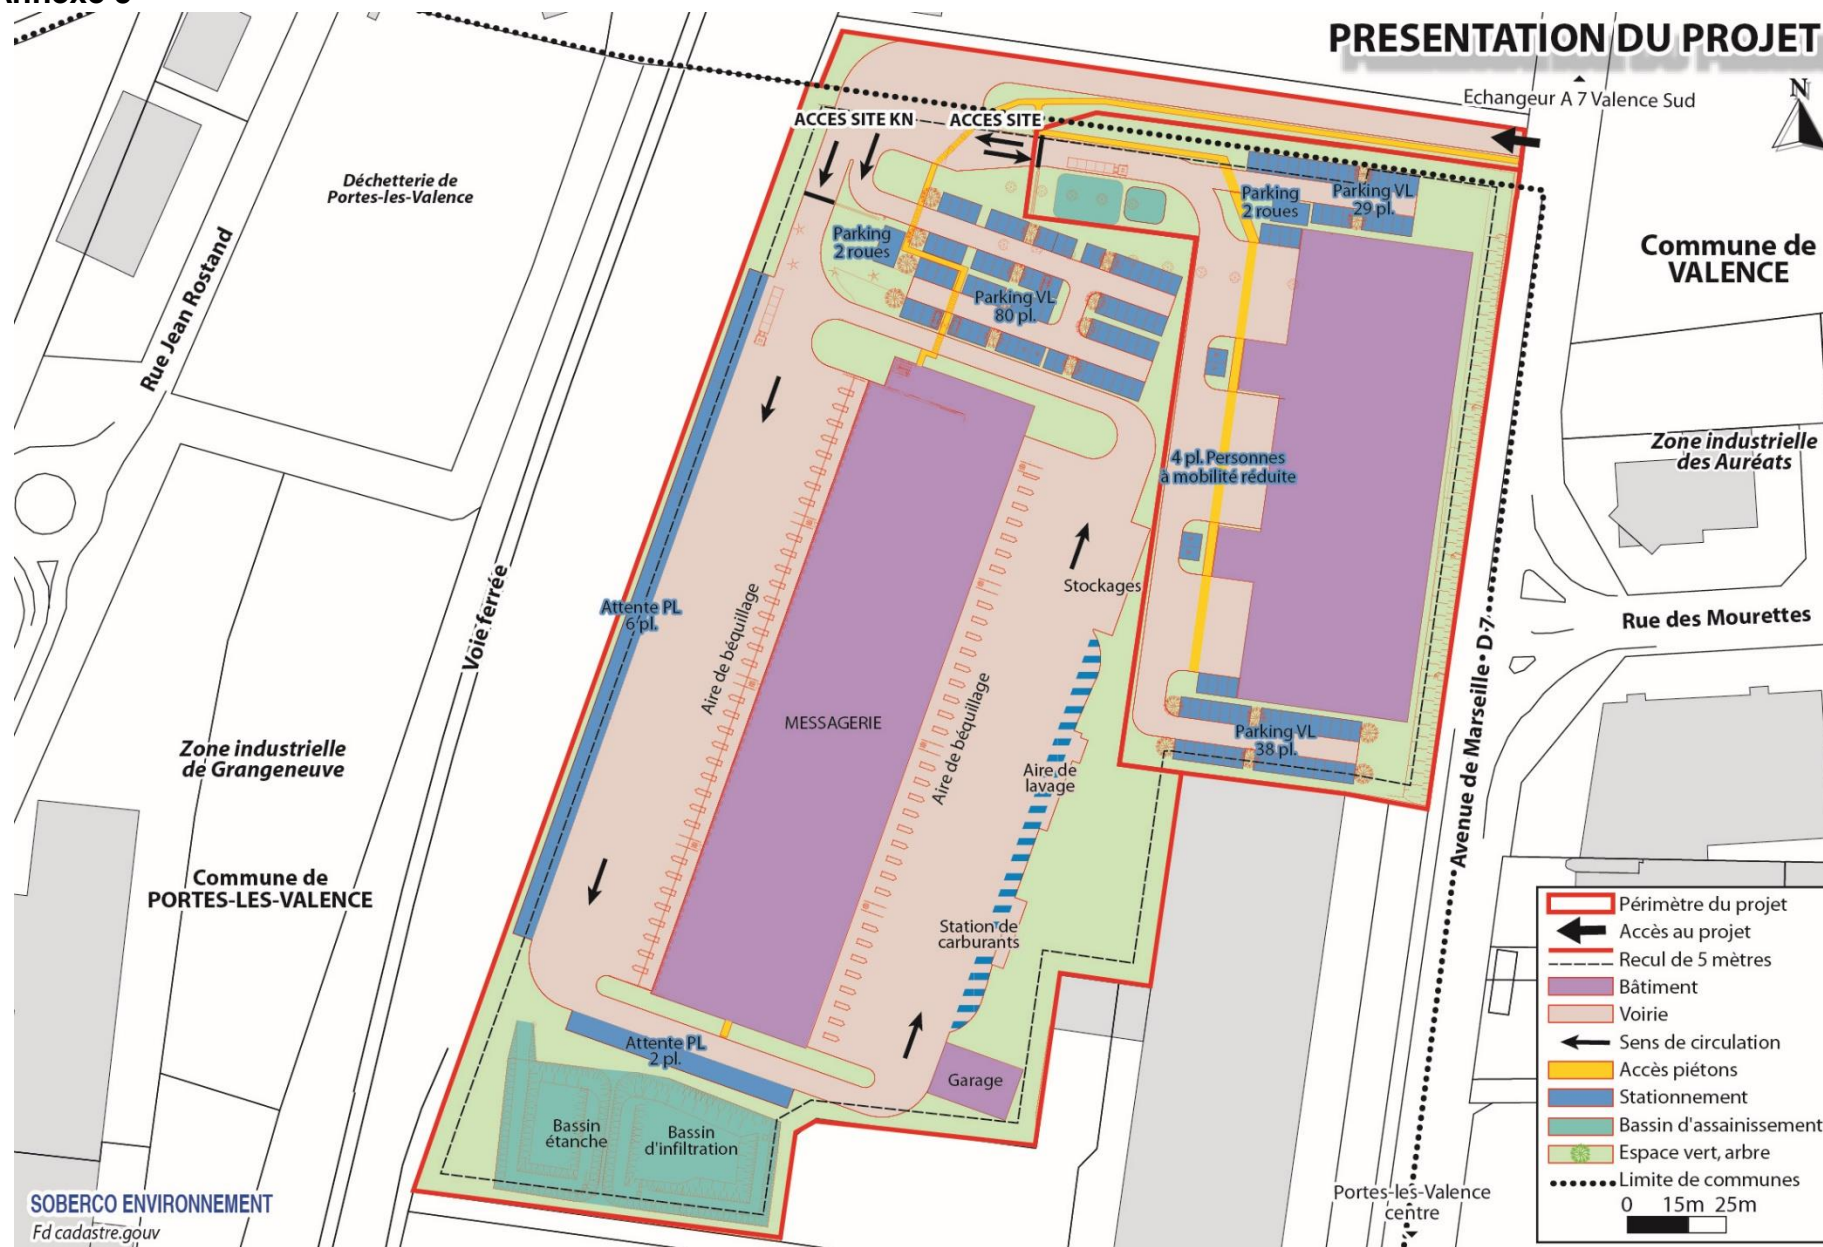 Annexe
PRESENTATION DU PROJET
Echangeur A 7 Valence Sud
N
ACCES SITE KN
ACCES SITE
Déchetterie de
Portes-les-Valence
Parking
2 roues
Parking VL
29 pl.
Parking
2 roues
Commune de
VALENCE
Rue Jean Rostand
Parking VL
80 pl.
Zone industrielle
des Auréats
4 pl. Personnes
à mobilité réduite
Stockages
Attente PL
6 pl.
Voie ferrée
Aire de béquillage
Rue des Mourettes
MESSAGERIE
Aire de béquillage
Parking VL
38 pl.
Avenue de Marseille • D 7
Zone industrielle
de Grangeneuve
Aire de
lavage
Commune de
PORTES-LES-VALENCE
Station de
carburants
Attente PL
2 pl.
Garage
Bassin
étanche
Bassin
d'infiltration
Portes-les-Valence
centre
Périmètre du projet
Accès au projet
Recul de 5 mètres
Bâtiment
Voirie
Sens de circulation
Accès piétons
Stationnement
Bassin d'assainissement
Espace vert, arbre
Limite de communes
0 15m 25m
SOBERCO ENVIRONNEMENT
Fd cadastre.gouv